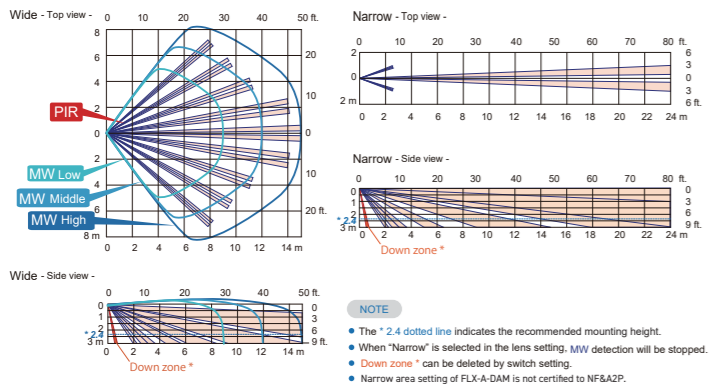 Wide - Top view -
0 10 20 30 40 50 ft.
8
6
4
2
0
2
4
6
8 m
20
10
0
10
20 ft.
PIR
MW Low
MW Middle
MW High
0 2 4 6 8 10 12 14 m
Wide - Side view -
0 10 20 30 40 50 ft.
0
1
2
* 2.4
3 m
0
3
6
9 ft.
0 2 4 6 8 10 12 14 m
Down zone *
Narrow - Top view -
0 10 20 30 40 50 60 70 80 ft.
2
0
2 m
6
3
0
3
6 ft.
0 2 4 6 8 10 12 14 16 18 20 22 24 m
Narrow - Side view -
0 10 20 30 40 50 60 70 80 ft.
0
1
2
* 2.4
3 m
0
3
6
9 ft.
0 2 4 6 8 10 12 14 16 18 20 22 24 m
Down zone *
NOTE
● The * 2.4 dotted line indicates the recommended mounting height.
● When “Narrow” is selected in the lens setting, MW detection will be stopped.
● Down zone * can be deleted by switch setting.
● Narrow area setting of FLX-A-DAM is not certified to NF&A2P.